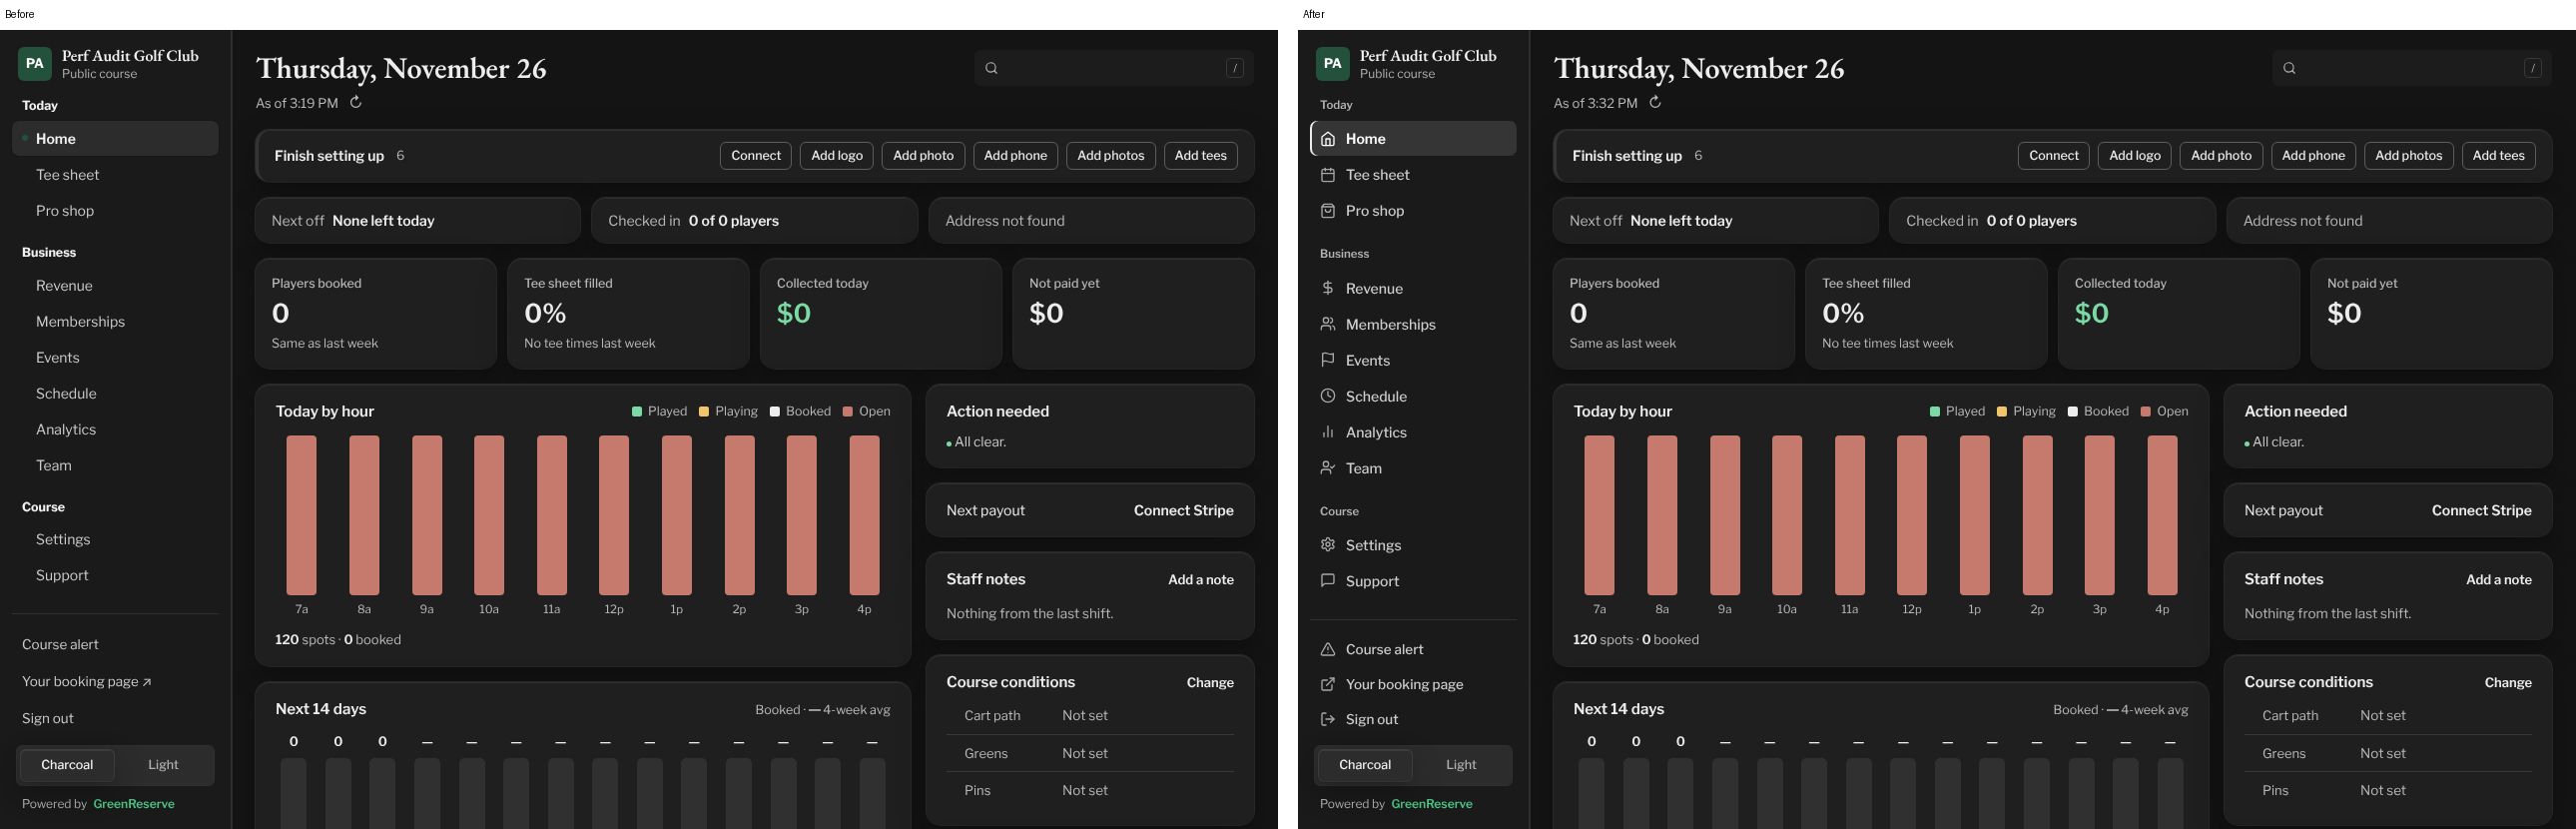 Before
PA
Perf Audit Golf Club
Public course
Today
Home
Tee sheet
Pro shop
Business
Revenue
Memberships
Events
Schedule
Analytics
Team
Course
Settings
Support
Course alert
Your booking page ↗
Sign out
Charcoal Light
Powered by GreenReserve
Thursday, November 26
/
As of 3:19 PM
Finish setting up 6 Connect Add logo Add photo Add phone Add photos Add tees
Next off None left today Checked in 0 of 0 players Address not found
Players booked
0
Same as last week
Tee sheet filled
0%
No tee times last week
Collected today
$0
Not paid yet
$0
Today by hour Played Playing Booked Open
7a 8a 9a 10a 11a 12p 1p 2p 3p 4p
120 spots · 0 booked
Next 14 days Booked · — 4-week avg
0 0 0 — — — — — — — — — — —
Action needed
All clear.
Next payout Connect Stripe
Staff notes Add a note
Nothing from the last shift.
Course conditions Change
Cart path Not set
Greens Not set
Pins Not set
After
PA
Perf Audit Golf Club
Public course
Today
Home
Tee sheet
Pro shop
Business
Revenue
Memberships
Events
Schedule
Analytics
Team
Course
Settings
Support
Course alert
Your booking page
Sign out
Charcoal Light
Powered by GreenReserve
Thursday, November 26
/
As of 3:32 PM
Finish setting up 6 Connect Add logo Add photo Add phone Add photos Add tees
Next off None left today Checked in 0 of 0 players Address not found
Players booked
0
Same as last week
Tee sheet filled
0%
No tee times last week
Collected today
$0
Not paid yet
$0
Today by hour Played Playing Booked Open
7a 8a 9a 10a 11a 12p 1p 2p 3p 4p
120 spots · 0 booked
Next 14 days Booked · — 4-week avg
0 0 0 — — — — — — — — — — —
Action needed
All clear.
Next payout Connect Stripe
Staff notes Add a note
Nothing from the last shift.
Course conditions Change
Cart path Not set
Greens Not set
Pins Not set